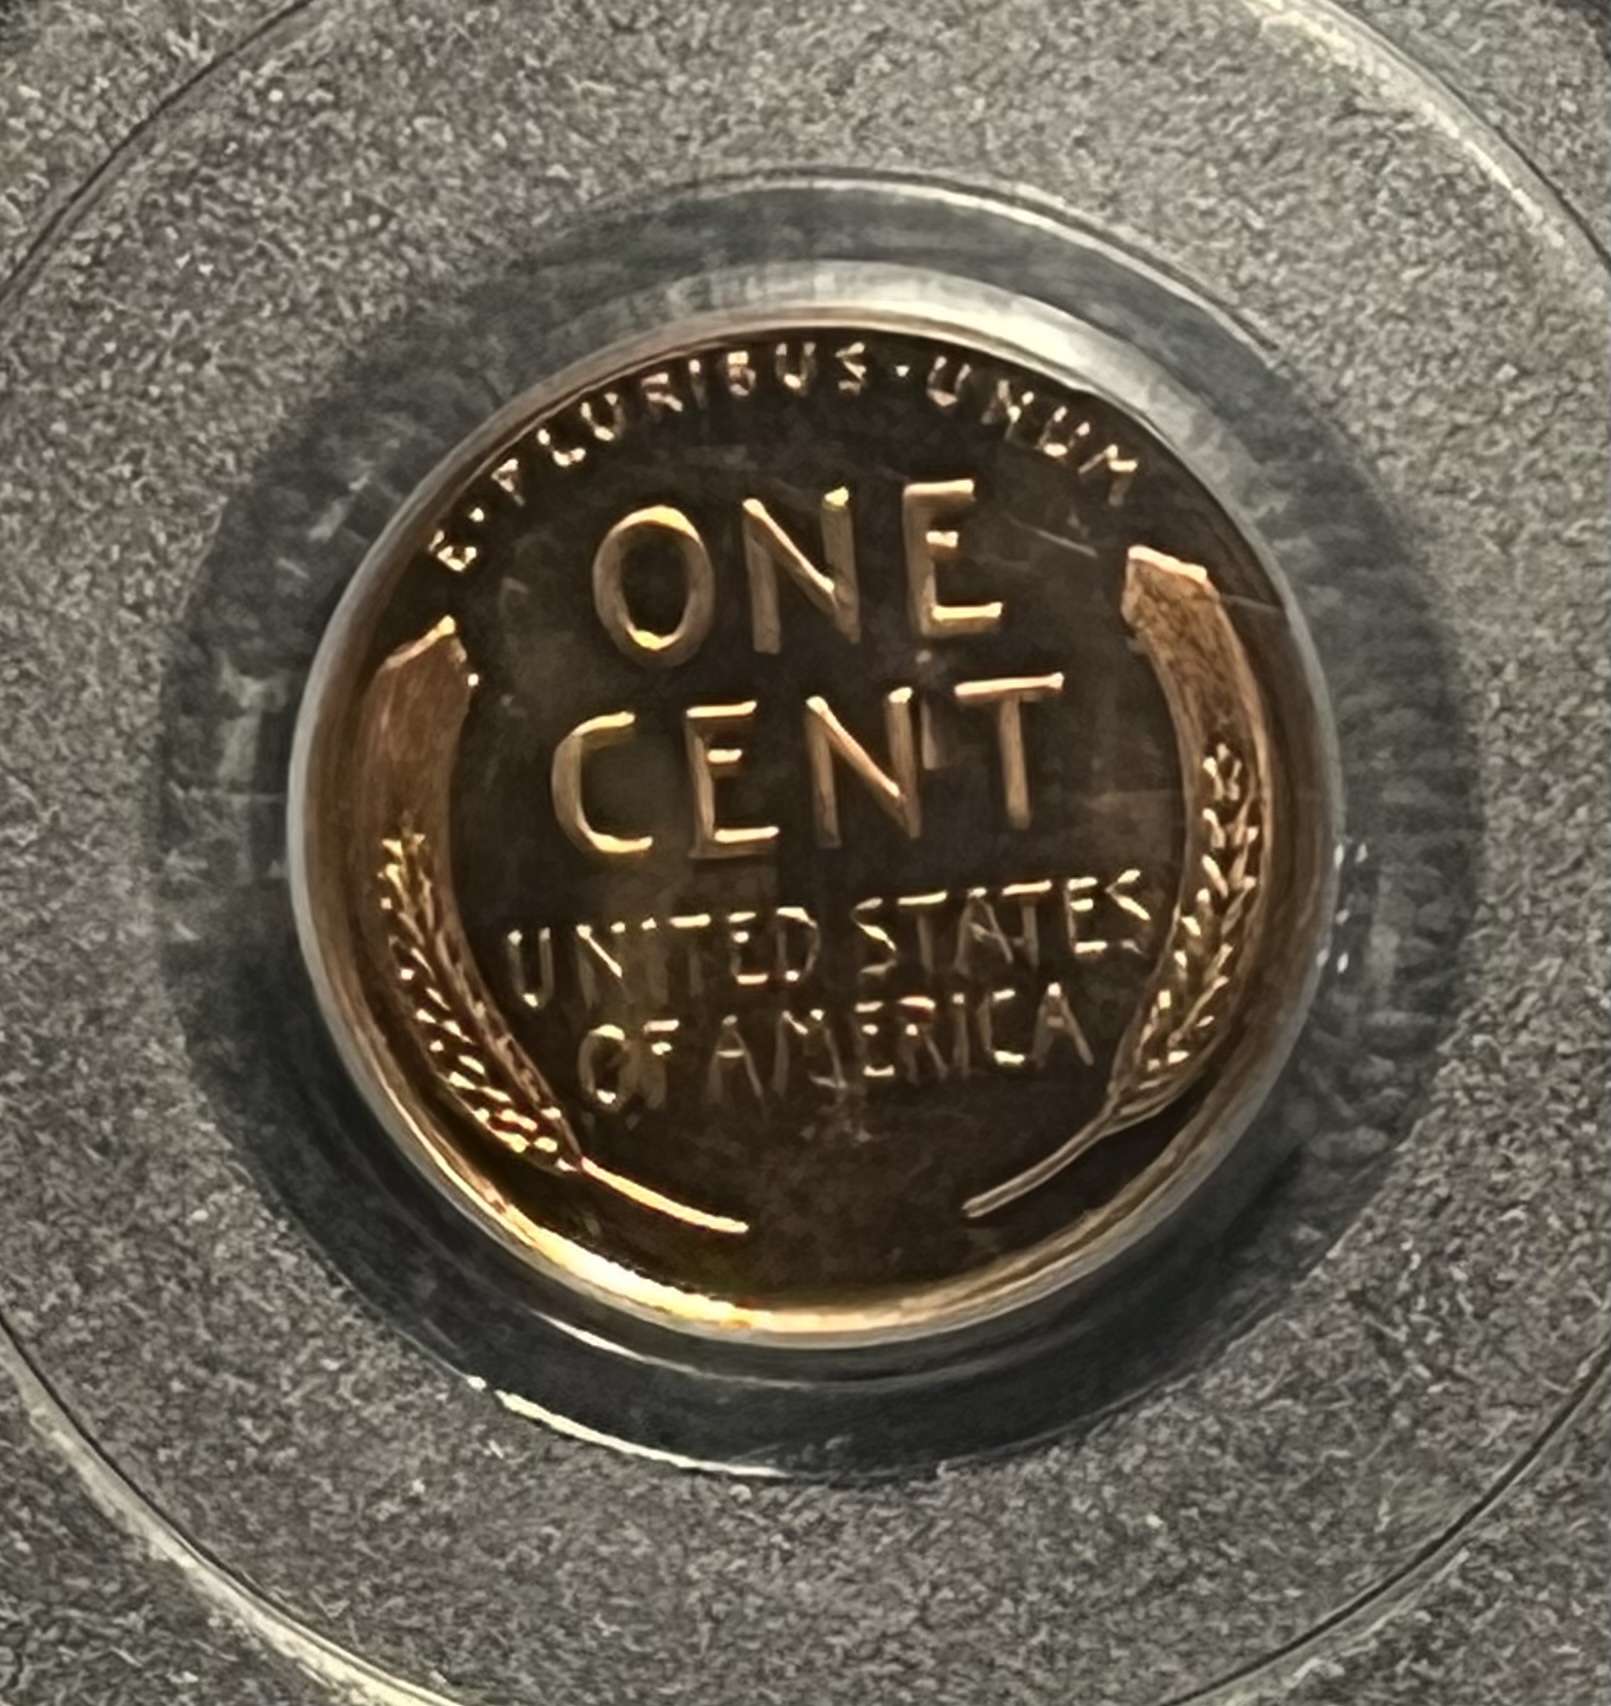 E·PLURIBUS·UNUM
ONE
CENT
UNITED STATES
OF AMERICA